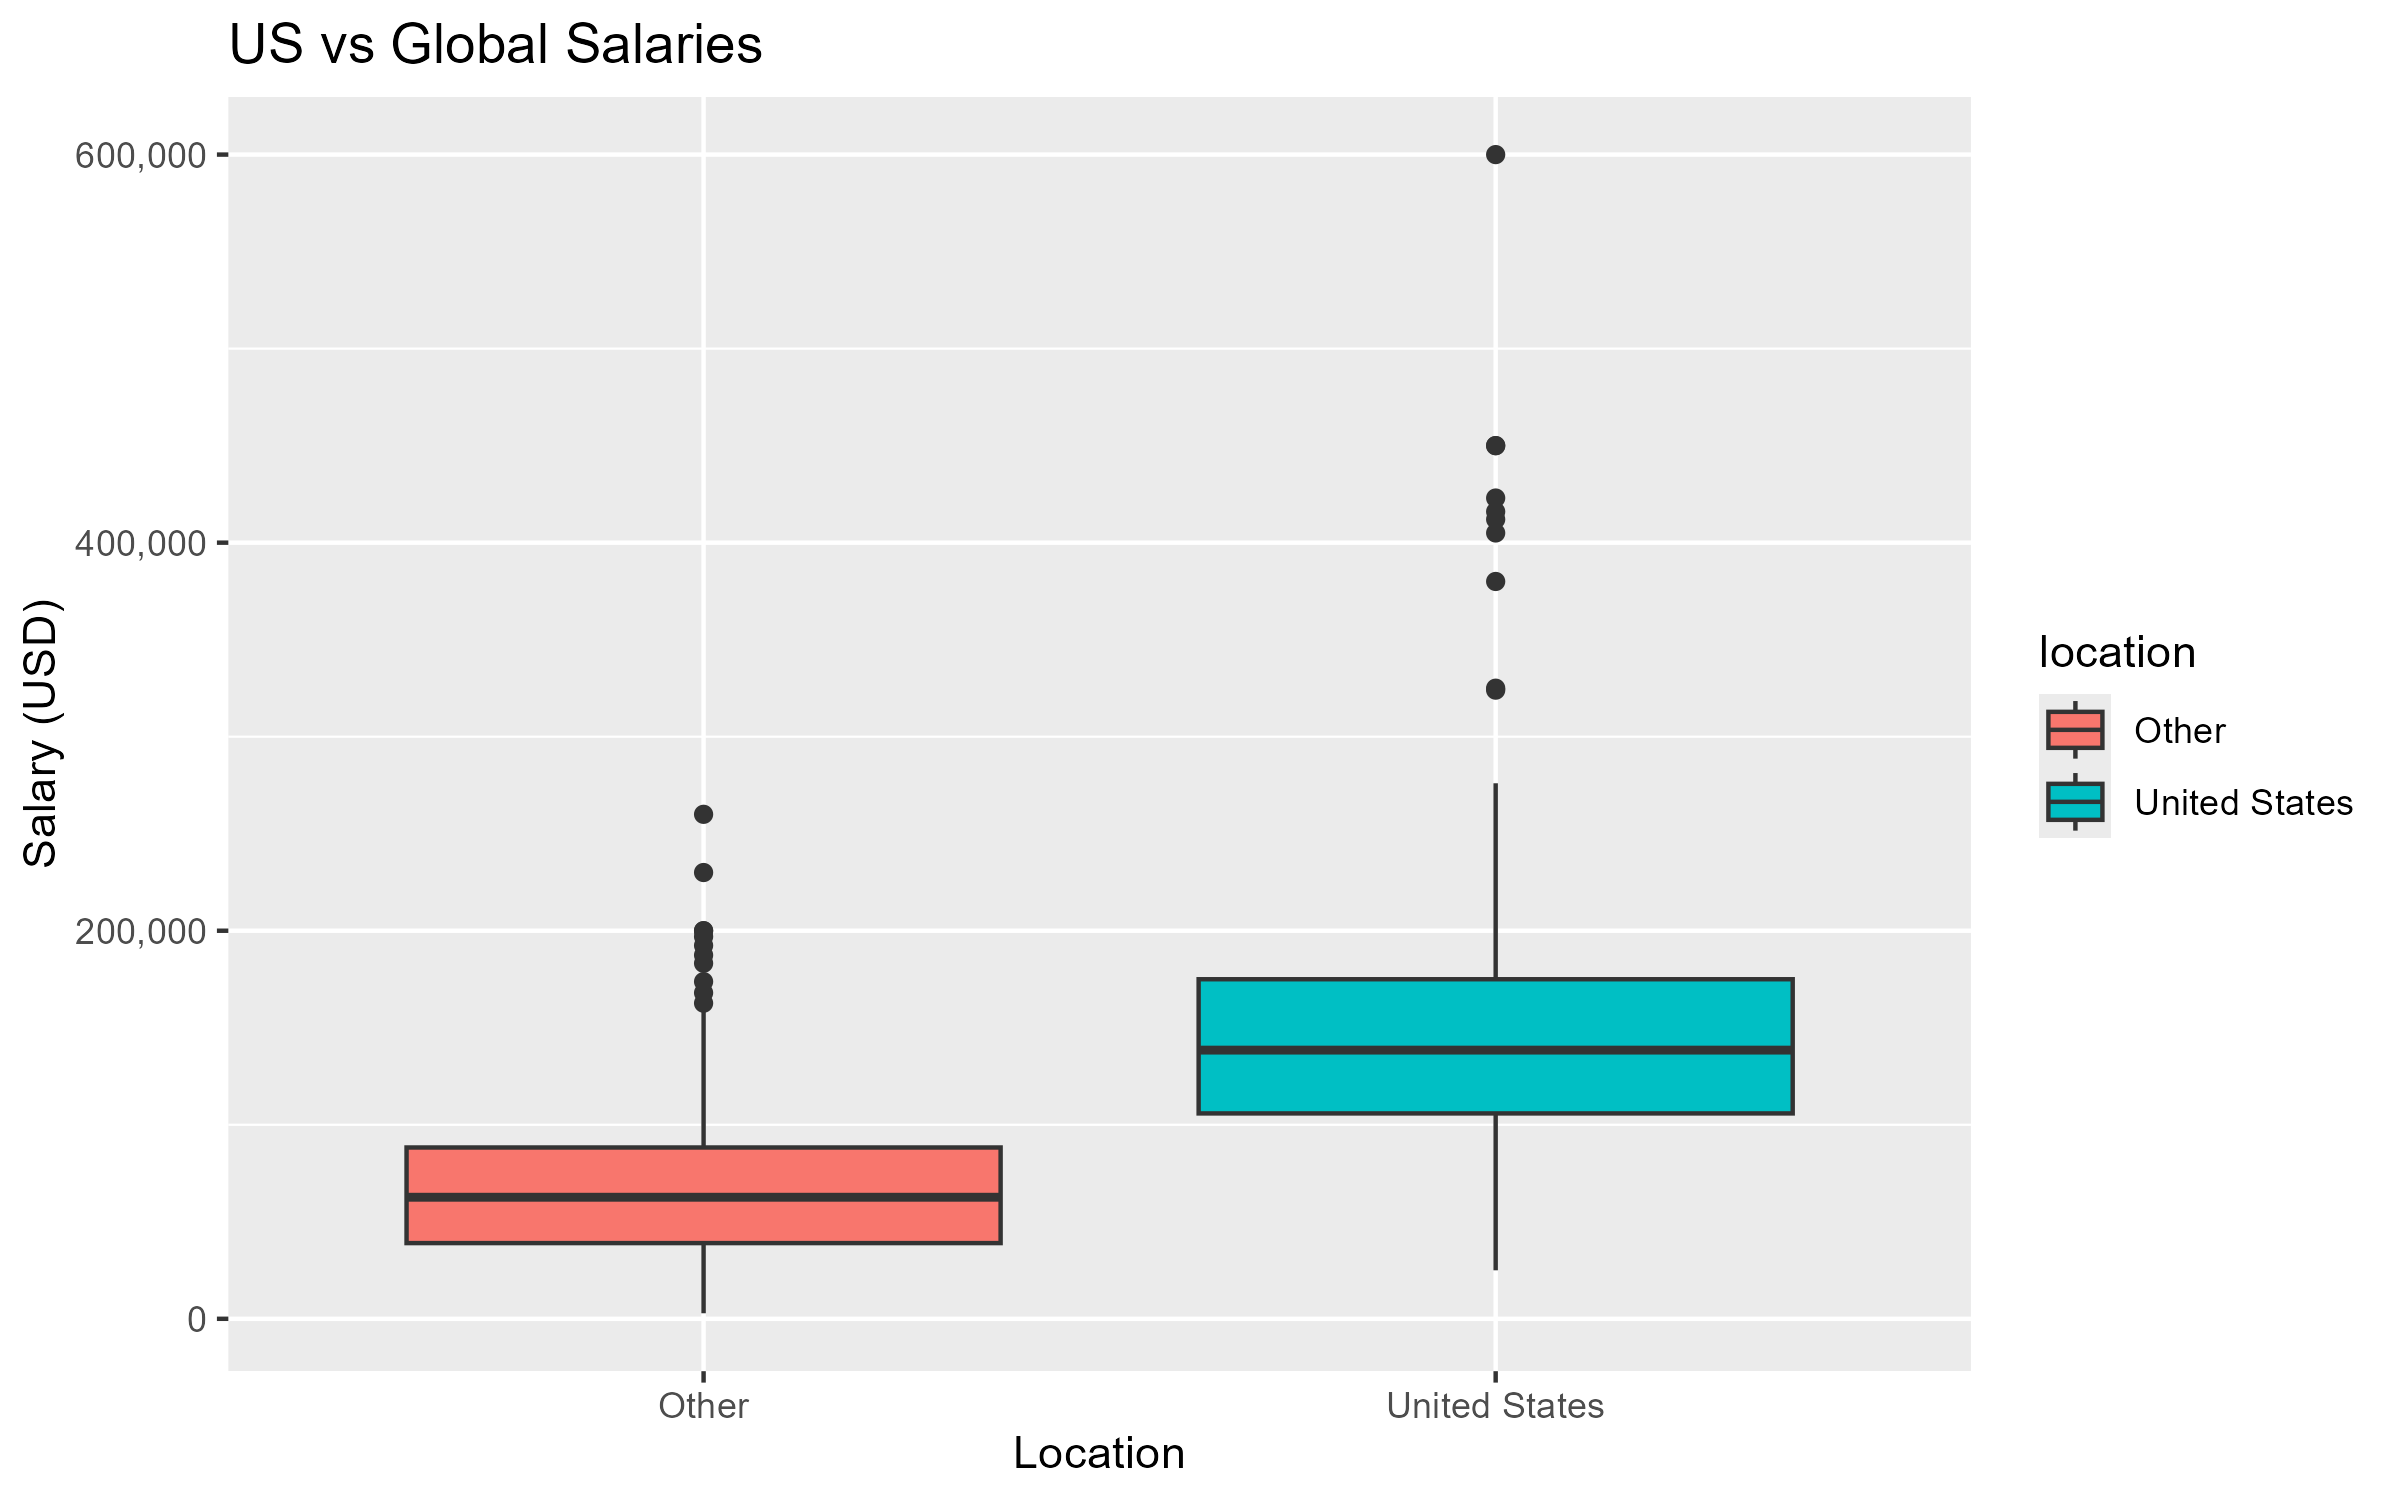 US vs Global Salaries
600,000
400,000
200,000
0
Salary (USD)
Other
United States
Location
location
Other
United States